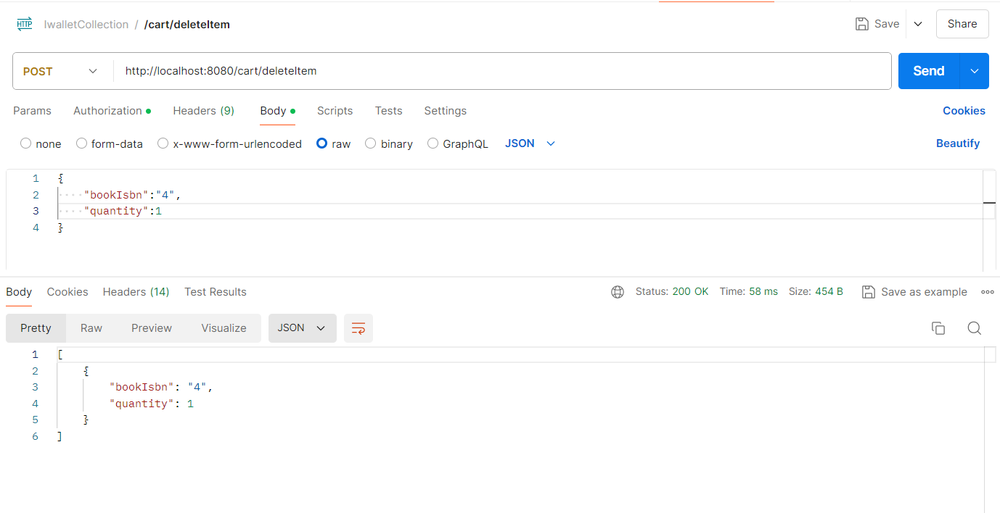 HTTP IwalletCollection / /cart/deleteItem Save Share
POST http://localhost:8080/cart/deleteItem Send
Params Authorization Headers (9) Body Scripts Tests Settings Cookies
none form-data x-www-form-urlencoded raw binary GraphQL JSON Beautify
1 {
2 ····"bookIsbn":"4",
3 ····"quantity":1
4 }
Body Cookies Headers (14) Test Results Status: 200 OK Time: 58 ms Size: 454 B Save as example
Pretty Raw Preview Visualize JSON
1 [
2 {
3 "bookIsbn": "4",
4 "quantity": 1
5 }
6 ]